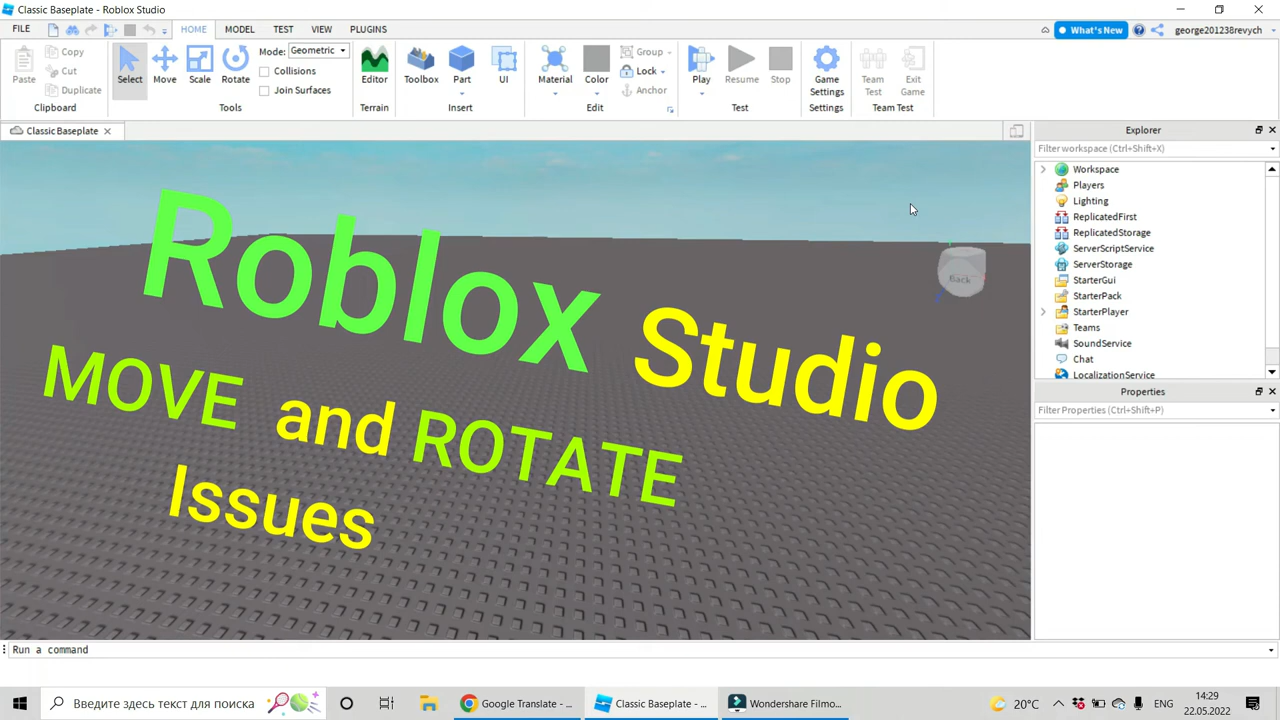 Classic Baseplate - Roblox Studio
FILE HOME MODEL TEST VIEW PLUGINS What's New george201238revych
Paste Copy Cut Duplicate Clipboard
Select Move Scale Rotate Mode: Geometric Collisions Join Surfaces Tools
Editor Terrain
Toolbox Part UI Insert
Material Color Group Lock Anchor Edit
Play Resume Stop Test
Game Settings Settings
Team Test Exit Game Team Test
Classic Baseplate
Roblox Studio
MOVE and ROTATE
Issues
Back
Explorer
Filter workspace (Ctrl+Shift+X)
Workspace
Players
Lighting
ReplicatedFirst
ReplicatedStorage
ServerScriptService
ServerStorage
StarterGui
StarterPack
StarterPlayer
Teams
SoundService
Chat
LocalizationService
Properties
Filter Properties (Ctrl+Shift+P)
Run a command
Введите здесь текст для поиска Google Translate - ... Classic Baseplate - ... Wondershare Filmo... 20°C ENG 14:29
22.05.2022